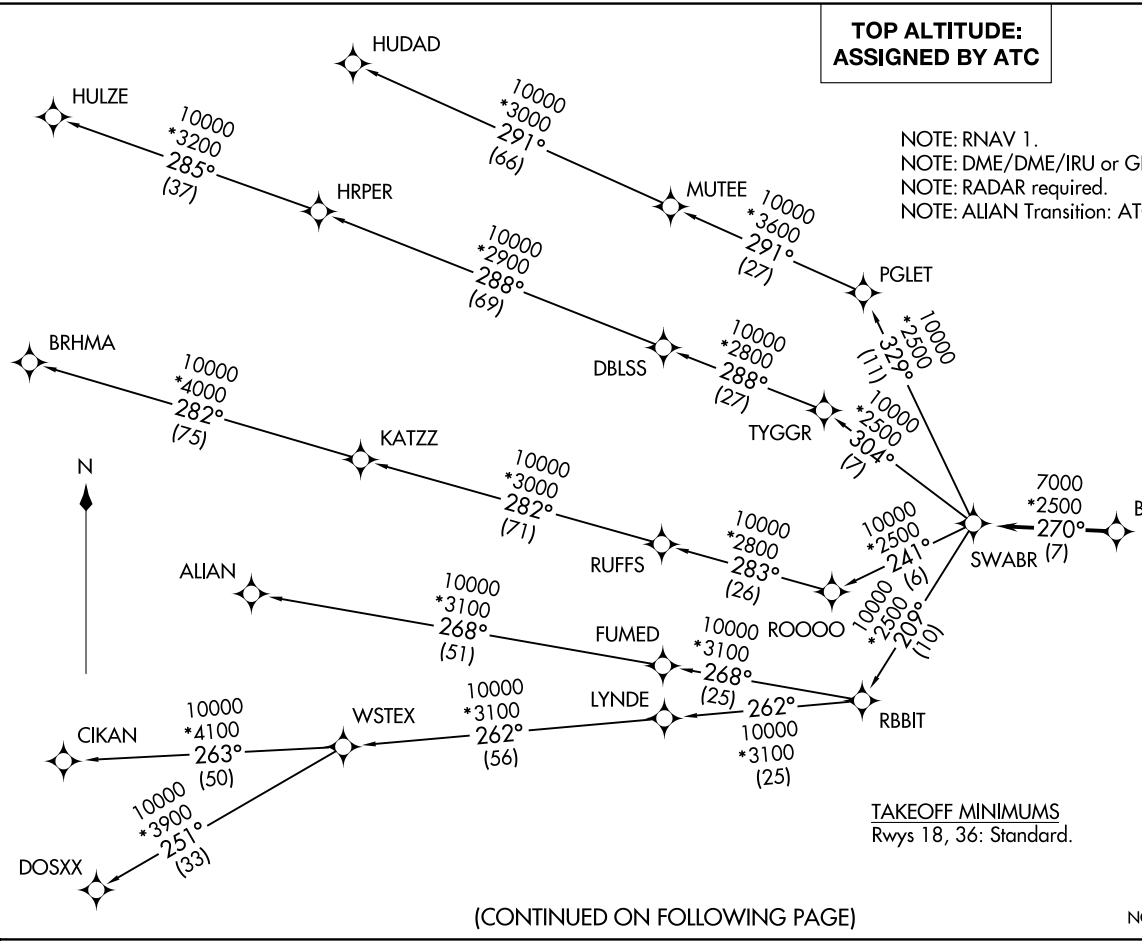 TOP ALTITUDE:
ASSIGNED BY ATC
NOTE: RNAV 1.
NOTE: DME/DME/IRU or
NOTE: RADAR required.
NOTE: ALIAN Transition:
HUDAD
10000
*3000
291°
(66)
HULZE
10000
*3200
285°
(37)
HRPER
MUTEE
10000
*3600
291°
(27)
PGLET
10000
*2900
288°
(69)
10000
*2500
329°
(11)
BRHMA
10000
*4000
282°
(75)
DBLSS
10000
*2800
288°
(27)
TYGGR
10000
*2500
304°
(7)
KATZZ
N
10000
*3000
282°
(71)
7000
*2500
270°
(7)
B
SWABR
RUFFS
10000
*2800
283°
(26)
10000
*2500
241°
(6)
ROOOO
ALIAN
10000
*3100
268°
(51)
FUMED
10000
*3100
268°
(25)
10000
*2500
209°
(10)
RBBIT
LYNDE
262°
10000
*3100
(25)
WSTEX
10000
*3100
262°
(56)
CIKAN
10000
*4100
263°
(50)
10000
*3900
251°
(33)
DOSXX
TAKEOFF MINIMUMS
Rwys 18, 36: Standard.
(CONTINUED ON FOLLOWING PAGE)